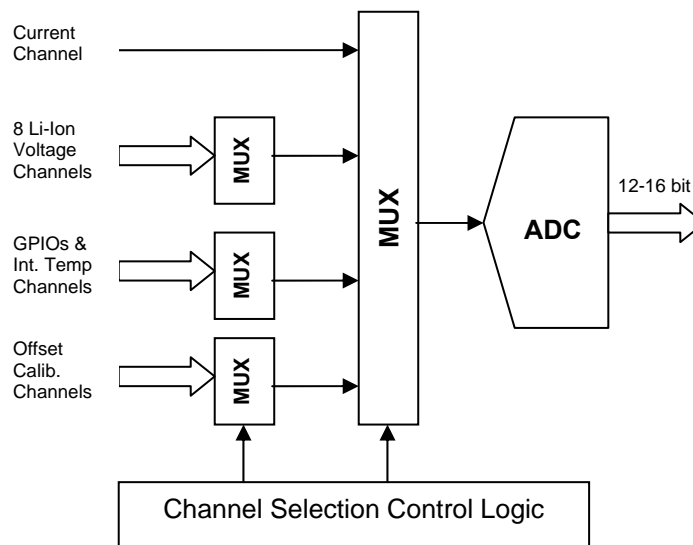 Current
Channel
8 Li-Ion
Voltage
Channels
MUX
GPIOs &
Int. Temp
Channels
MUX
Offset
Calib.
Channels
MUX
MUX
ADC
12-16 bit
Channel Selection Control Logic